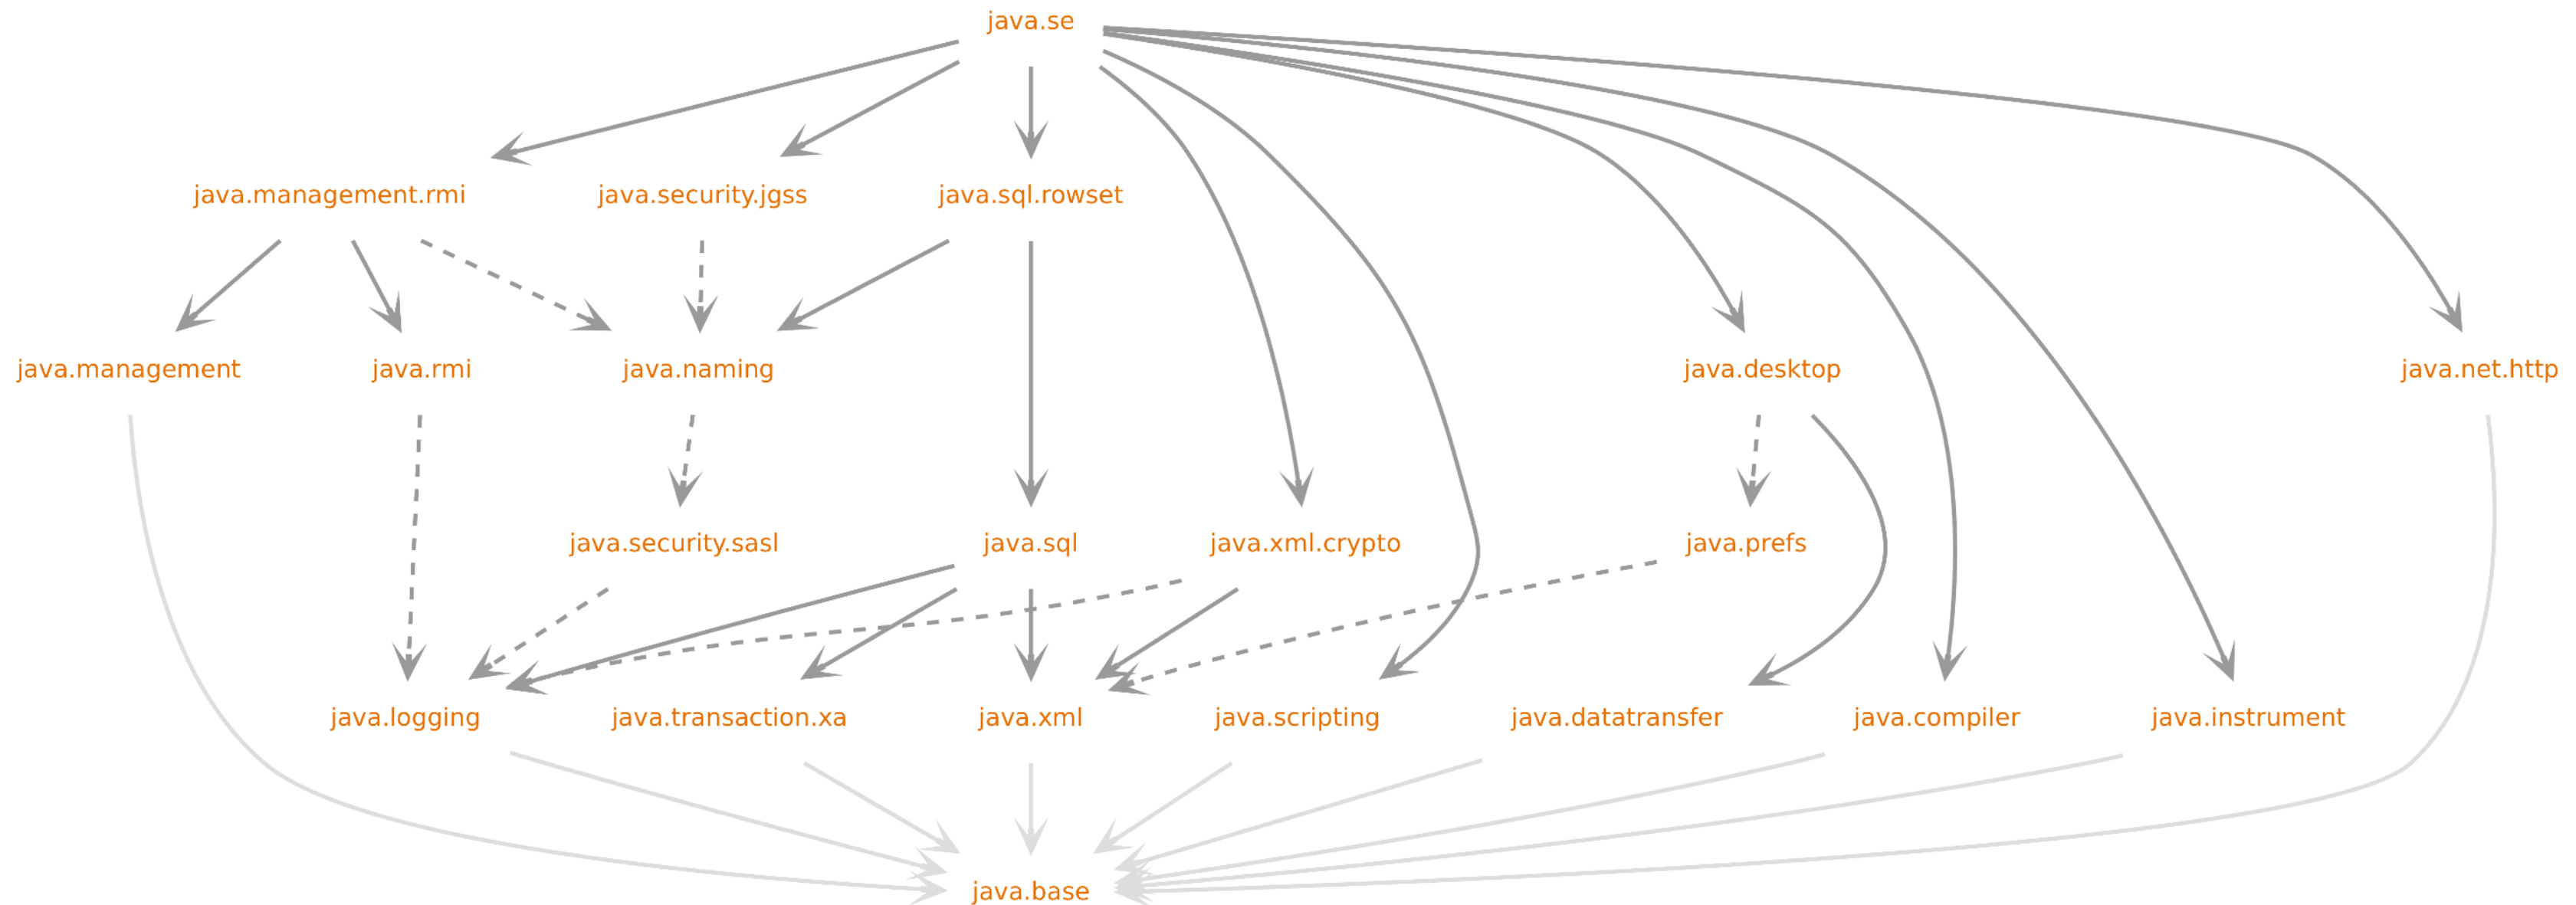 java.se
java.management.rmi
java.security.jgss
java.sql.rowset
java.management
java.rmi
java.naming
java.desktop
java.net.http
java.security.sasl
java.sql
java.xml.crypto
java.prefs
java.logging
java.transaction.xa
java.xml
java.scripting
java.datatransfer
java.compiler
java.instrument
java.base